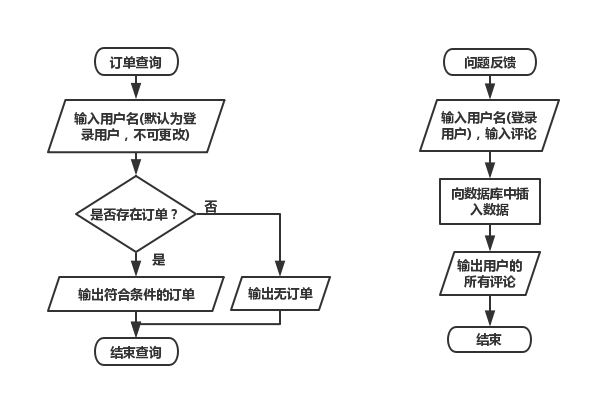 订单查询
输入用户名(默认为登
录用户，不可更改)
是否存在订单？
否
是
输出符合条件的订单
输出无订单
结束查询
问题反馈
输入用户名(登录
用户)，输入评论
向数据库中插
入数据
输出用户的
所有评论
结束